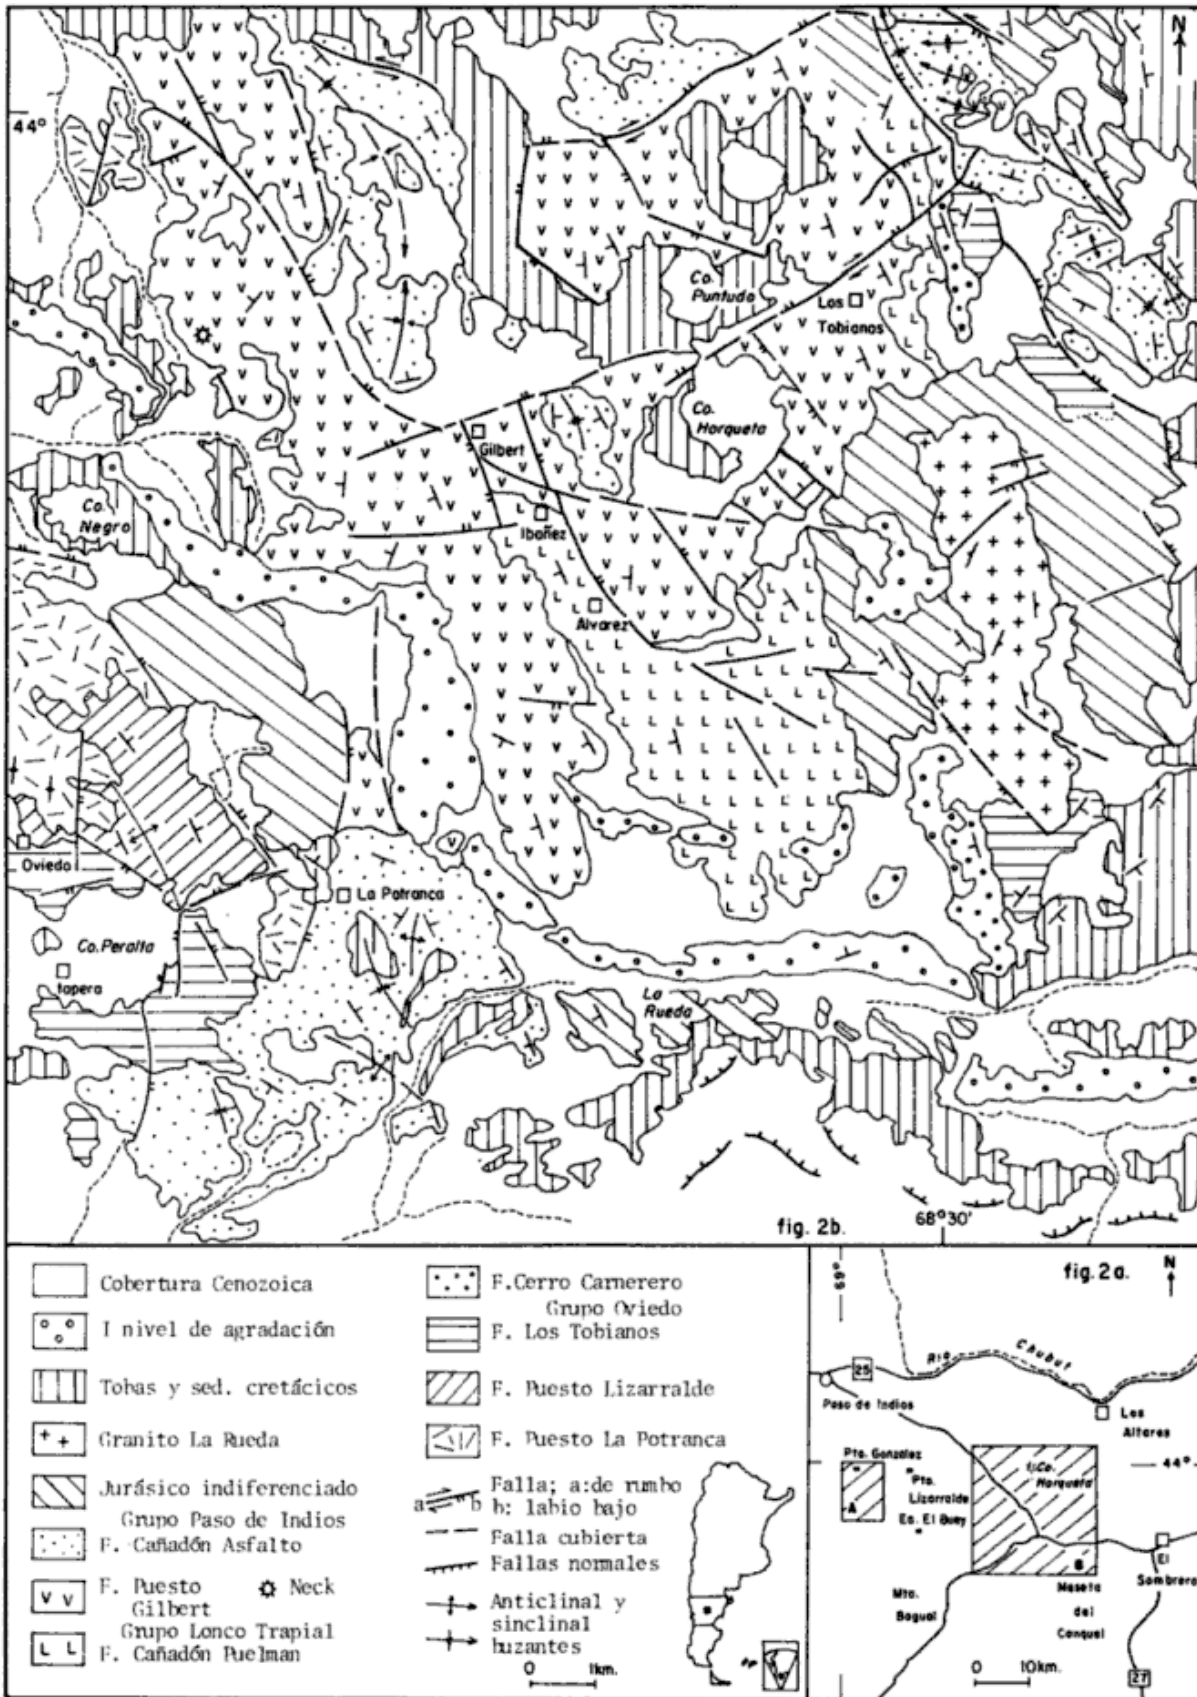 N
44°
Co.
Puntudo
Los
Tobianos
Co.
Horqueta
Gilbert
Co.
Negro
Ibañez
Alvarez
Oviedo
La Potranca
Co. Peralta
tapera
La
Rueda
fig. 2b.
68° 30'
Cobertura Cenozoica
I nivel de agradación
Tobas y sed. cretácicos
Granito La Rueda
Jurásico indiferenciado
Grupo Paso de Indios
F. Cañadón Asfalto
F. Puesto
Gilbert
Neck
Grupo Lonco Trapial
F. Cañadón Puelman
F. Cerro Carnerero
Grupo Oviedo
F. Los Tobianos
F. Puesto Lizarralde
F. Puesto La Potranca
a b
Falla; a: de rumbo
b: labio bajo
Falla cubierta
Fallas normales
Anticlinal y
sinclinal
buzantes
0 1km.
fig. 2a.
N
69°
25
Río Chubut
Paso de Indios
Los
Altares
Pto. Gonzalez
Pto.
Lizarralde
Ea. El Buey
A
Co.
Horqueta
44°
B
El
Sombrero
Mta.
Bagual
Meseta
del
Canquel
0 10km.
27